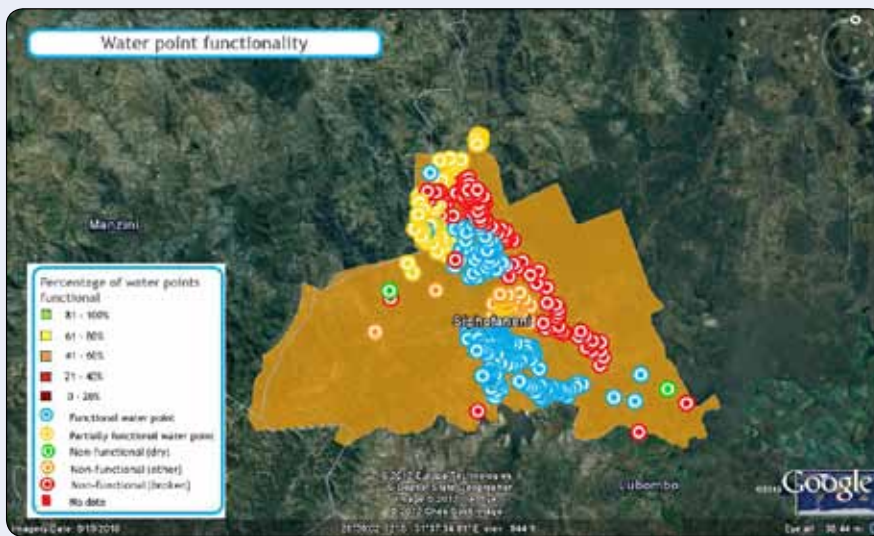 Water point functionality
Manzini
Siphofaneni
Lubombo
Percentage of water points
functional
81 - 100%
61 - 80%
41 - 60%
21 - 40%
0 - 20%
Functional water point
Partially functional water point
Non-functional (dry)
Non-functional (other)
Non-functional (broken)
No data
Google
Imagery Date: